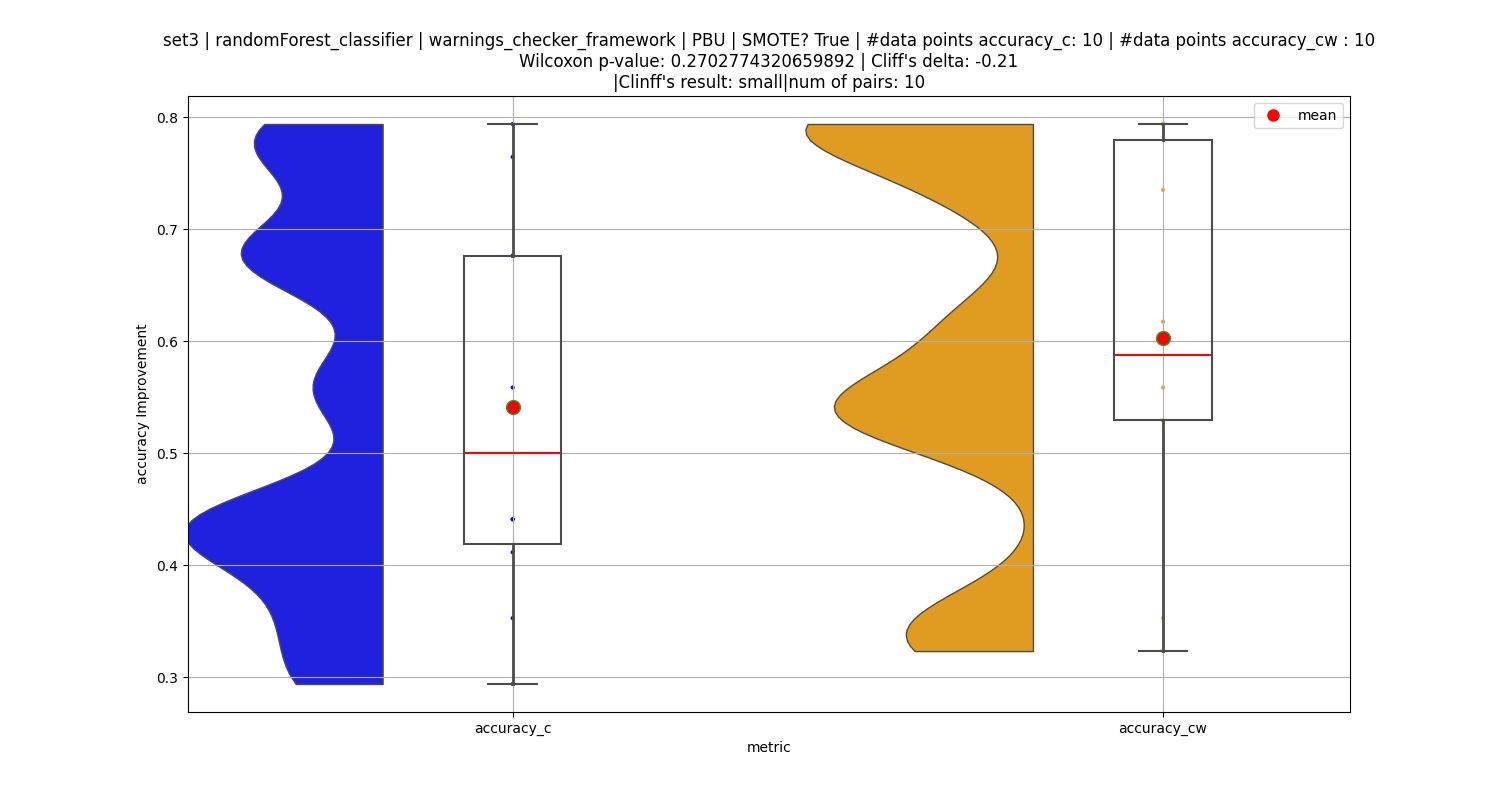 set3 | randomForest_classifier | warnings_checker_framework | PBU | SMOTE? True | #data points accuracy_c: 10 | #data points accuracy_cw : 10
Wilcoxon p-value: 0.2702774320659892 | Cliff's delta: -0.21
|Clinff's result: small|num of pairs: 10
mean
0.8
0.7
0.6
0.5
0.4
0.3
accuracy Improvement
accuracy_c
accuracy_cw
metric